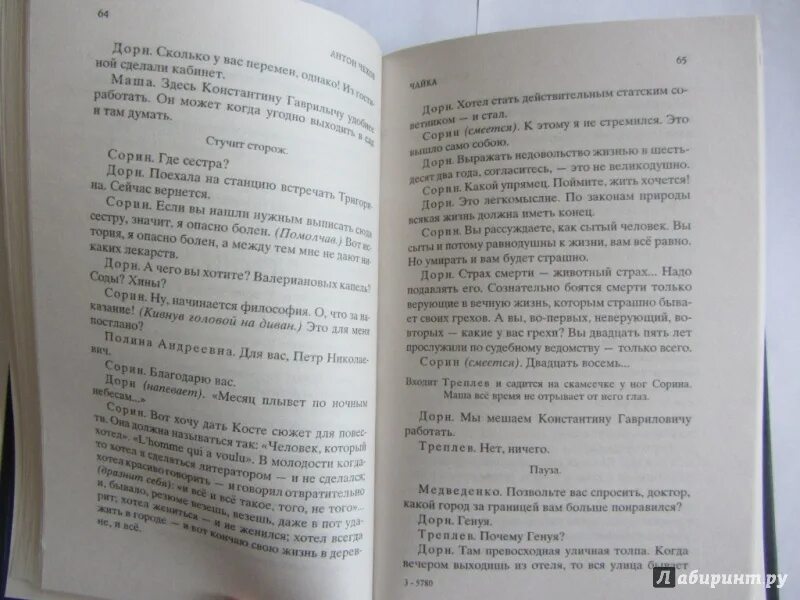 64
АНТОН ЧЕХОВ
Дорн. Сколько у вас перемен, однако! Из гости-
ной сделали кабинет.
Маша. Здесь Константину Гаврилычу удобнее
работать. Он может когда угодно выходить в сад
и там думать.
Стучит сторож.
Сорин. Где сестра?
Дорн. Поехала на станцию встречать Тригори-
на. Сейчас вернется.
Сорин. Если вы нашли нужным выписать сюда
сестру, значит, я опасно болен. (Помолчав.) Вот ис-
тория, я опасно болен, а между тем мне не дают ни-
каких лекарств.
Дорн. А чего вы хотите? Валериановых капель?
Соды? Хины?
Сорин. Ну, начинается философия. О, что за на-
казание! (Кивнув головой на диван.) Это для меня
постлано?
Полина Андреевна. Для вас, Петр Николае-
вич.
Сорин. Благодарю вас.
Дорн (напевает). «Месяц плывет по ночным
небесам...»
Сорин. Вот хочу дать Косте сюжет для повес-
ти. Она должна называться так: «Человек, который
хотел». «L'homme qui a voulu». В молодости когда-
то хотел я сделаться литератором — и не сделался;
хотел красиво говорить — и говорил отвратительно
(дразнит себя): «и всё и всё такое, того, не того»...
и, бывало, резюме везешь, везешь, даже в пот уда-
рит; хотел жениться — и не женился; хотел всегда
жить в городе — и вот кончаю свою жизнь в дерев-
не, и всё.
65
ЧАЙКА
Дорн. Хотел стать действительным статским со-
ветником — и стал.
Сорин (смеется). К этому я не стремился. Это
вышло само собою.
Дорн. Выражать недовольство жизнью в шесть-
десят два года, согласитесь, — это не великодушно.
Сорин. Какой упрямец. Поймите, жить хочется!
Дорн. Это легкомыслие. По законам природы
всякая жизнь должна иметь конец.
Сорин. Вы рассуждаете, как сытый человек. Вы
сыты и потому равнодушны к жизни, вам всё равно.
Но умирать и вам будет страшно.
Дорн. Страх смерти — животный страх... Надо
подавлять его. Сознательно боятся смерти только
верующие в вечную жизнь, которым страшно бывает
своих грехов. А вы, во-первых, неверующий, во-
вторых — какие у вас грехи? Вы двадцать пять лет
прослужили по судебному ведомству — только всего.
Сорин (смеется). Двадцать восемь...
Входит Треплев и садится на скамеечке у ног Сорина.
Маша всё время не отрывает от него глаз.
Дорн. Мы мешаем Константину Гавриловичу
работать.
Треплев. Нет, ничего.
Пауза.
Медведенко. Позвольте вас спросить, доктор,
какой город за границей вам больше понравился?
Дорн. Генуя.
Треплев. Почему Генуя?
Дорн. Там превосходная уличная толпа. Когда
вечером выходишь из отеля, то вся улица бывает
3 - 5780
Лабиринт.ру